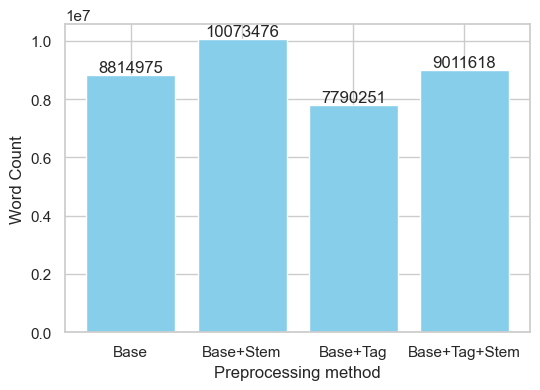 1e7
1.0
0.8
0.6
0.4
0.2
0.0
Word Count
8814975
10073476
7790251
9011618
Base
Base+Stem
Base+Tag
Base+Tag+Stem
Preprocessing method